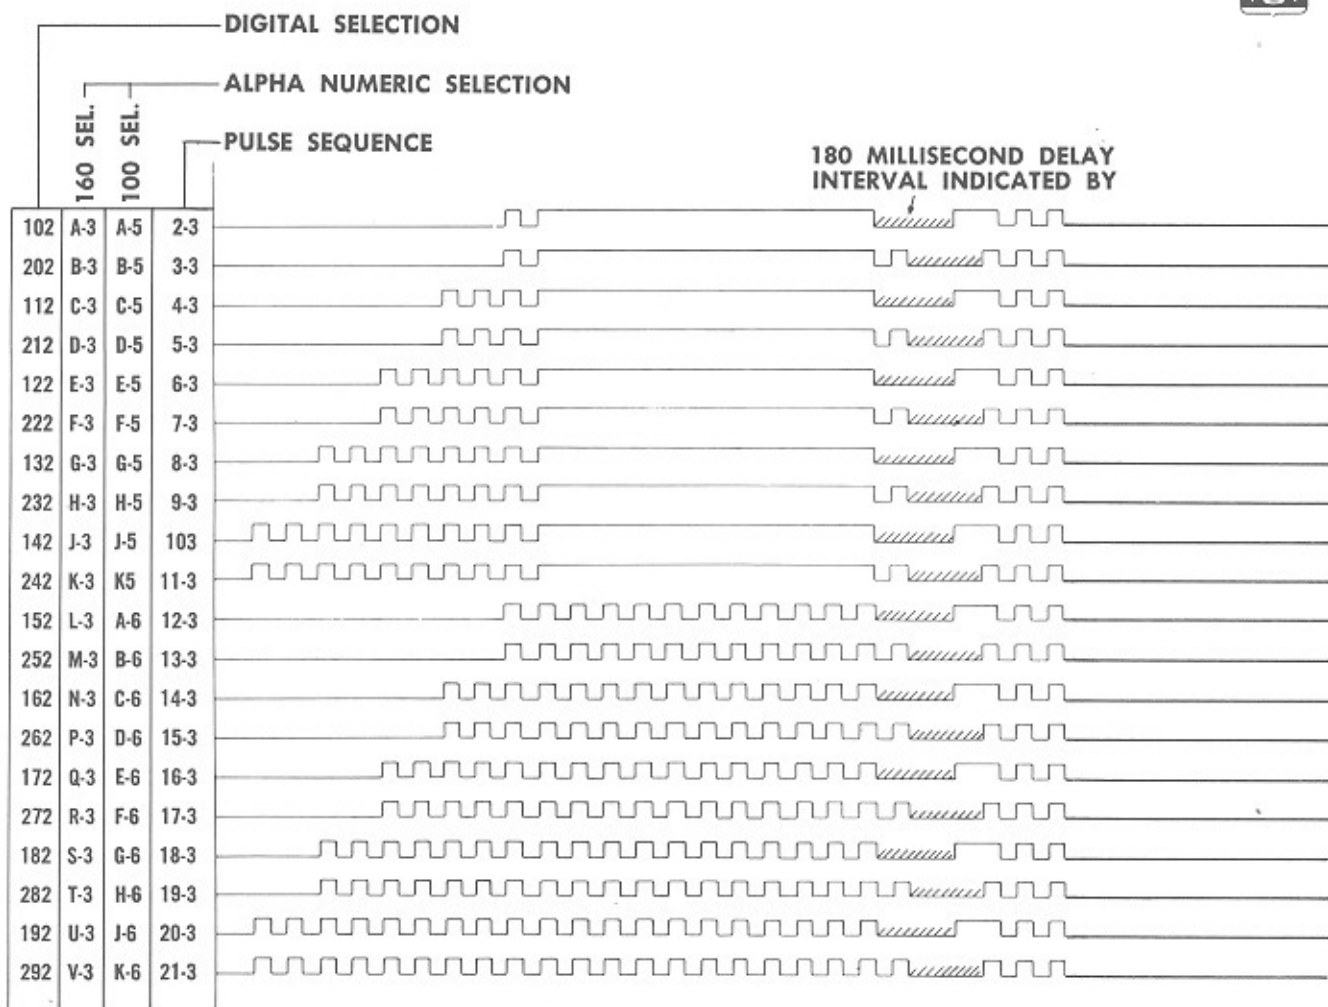 DIGITAL SELECTION
ALPHA NUMERIC SELECTION
160 SEL.
100 SEL.
PULSE SEQUENCE
180 MILLISECOND DELAY
INTERVAL INDICATED BY
102 A-3 A-5 2-3
202 B-3 B-5 3-3
112 C-3 C-5 4-3
212 D-3 D-5 5-3
122 E-3 E-5 6-3
222 F-3 F-5 7-3
132 G-3 G-5 8-3
232 H-3 H-5 9-3
142 J-3 J-5 103
242 K-3 K5 11-3
152 L-3 A-6 12-3
252 M-3 B-6 13-3
162 N-3 C-6 14-3
262 P-3 D-6 15-3
172 Q-3 E-6 16-3
272 R-3 F-6 17-3
182 S-3 G-6 18-3
282 T-3 H-6 19-3
192 U-3 J-6 20-3
292 V-3 K-6 21-3